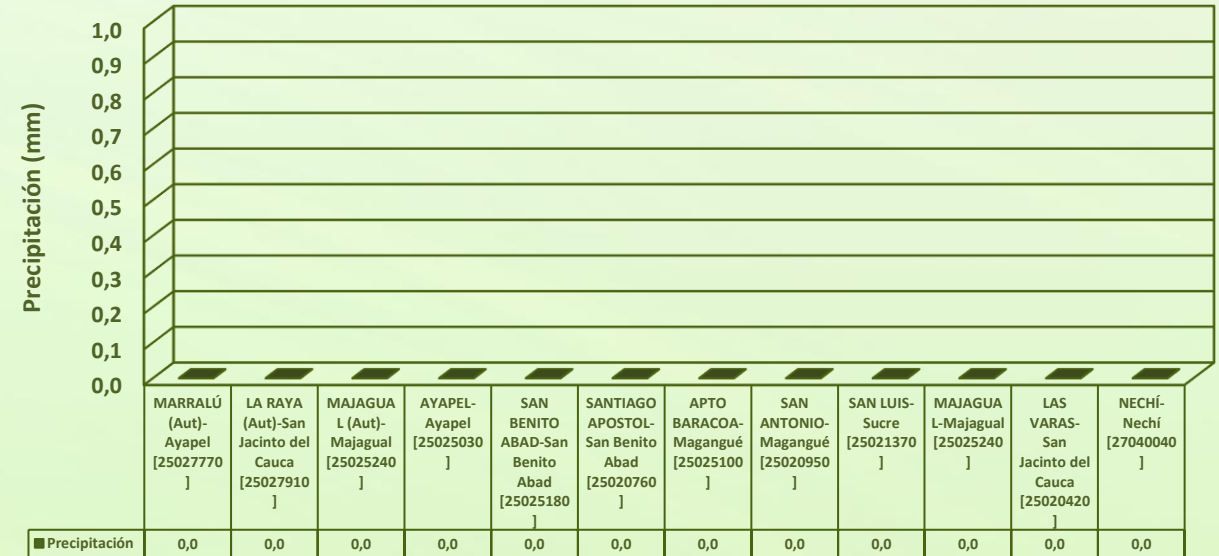 Precipitación (mm)
1,0
0,9
0,8
0,7
0,6
0,5
0,4
0,3
0,2
0,1
0,0
MARRALÚ
(Aut)-
Ayapel
[25027770
]
LA RAYA
(Aut)-San
Jacinto del
Cauca
[25027910
]
MAJAGUA
L (Aut)-
Majagual
[25025240
]
AYAPEL-
Ayapel
[25025030
]
SAN
BENITO
ABAD-San
Benito
Abad
[25025180
]
SANTIAGO
APOSTOL-
San Benito
Abad
[25020760
]
APTO
BARACOA-
Magangué
[25025100
]
SAN
ANTONIO-
Magangué
[25020950
]
SAN LUIS-
Sucre
[25021370
]
MAJAGUA
L-Majagual
[25025240
]
LAS
VARAS-
San
Jacinto del
Cauca
[25020420
]
NECHÍ-
Nechí
[27040040
]
Precipitación 0,0 0,0 0,0 0,0 0,0 0,0 0,0 0,0 0,0 0,0 0,0 0,0